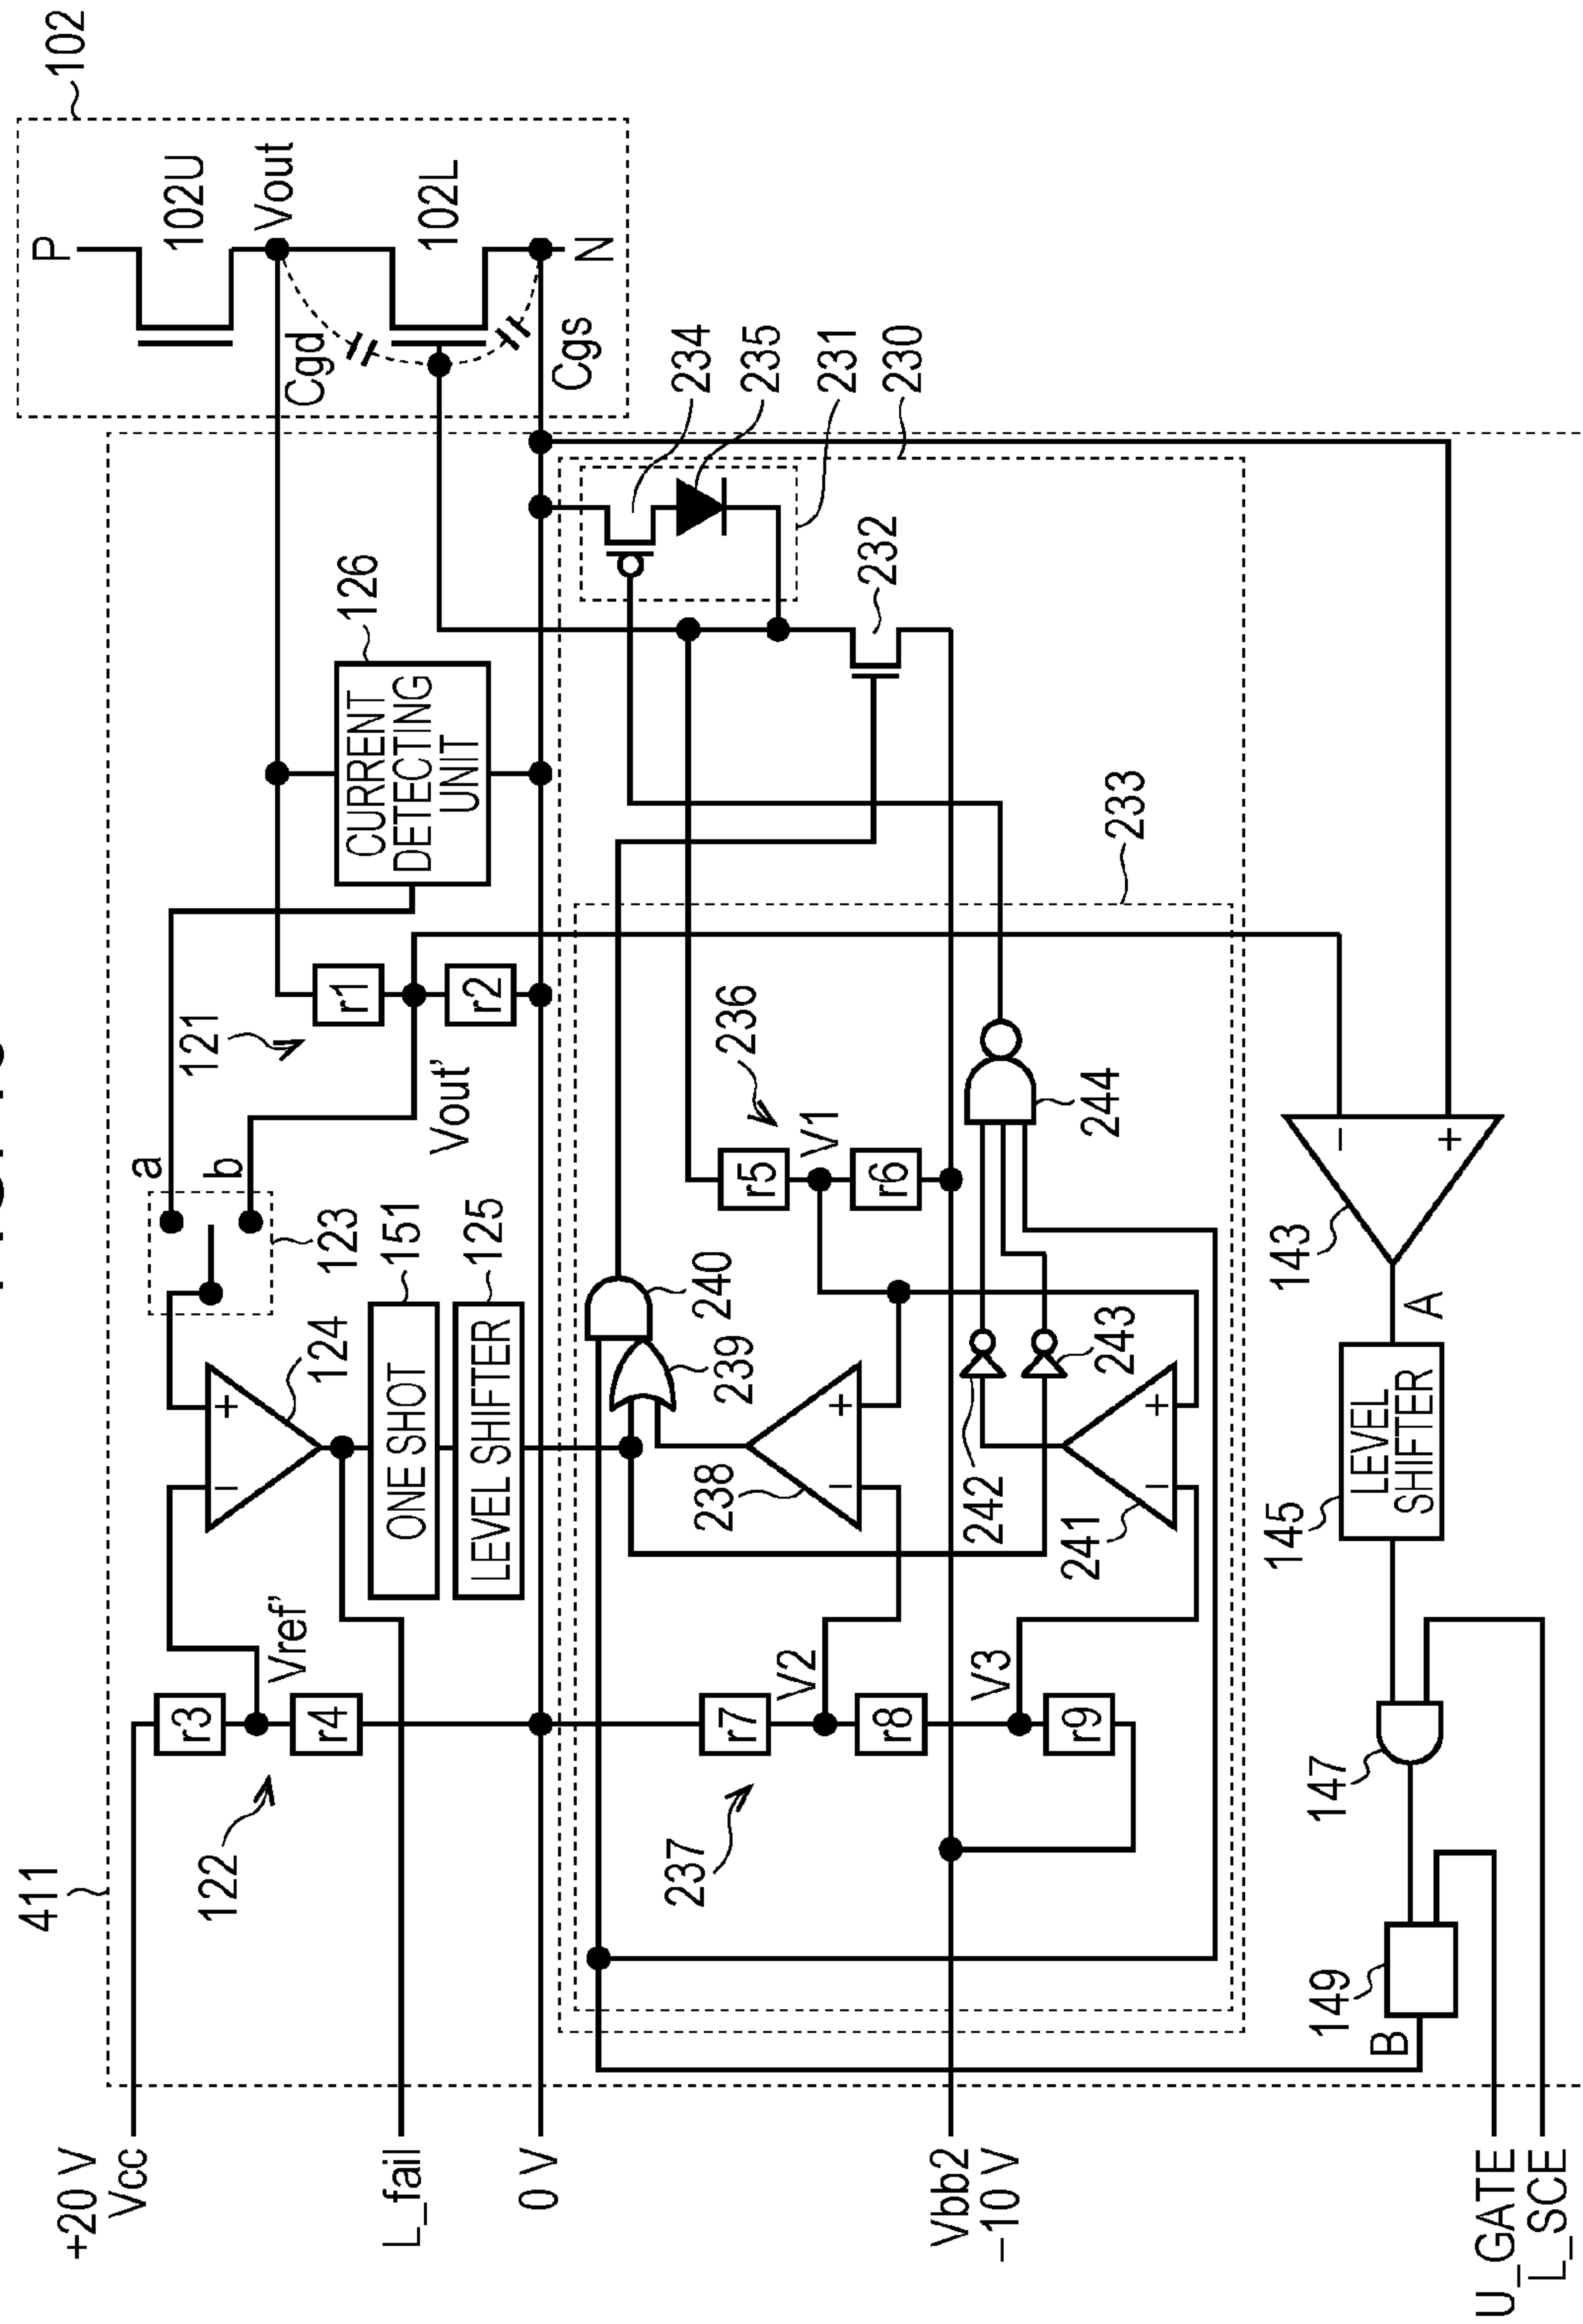 411
+20 V
Vcc
L_fail
0 V
Vbb2
−10 V
U_GATE
L_SCE
122
r3
r4
Vref'
124
+
−
a
b
123
ONE SHOT
151
LEVEL SHIFTER
125
121
r1
r2
Vout'
CURRENT
DETECTING
UNIT
126
P
102U
Vout
102L
N
102
Cgd
Cgs
234
235
231
230
232
233
236
r5
V1
r6
240
239
238
+
−
237
r7
V2
r8
V3
r9
242
243
244
241
+
−
143
−
+
A
LEVEL
SHIFTER
145
147
149
B